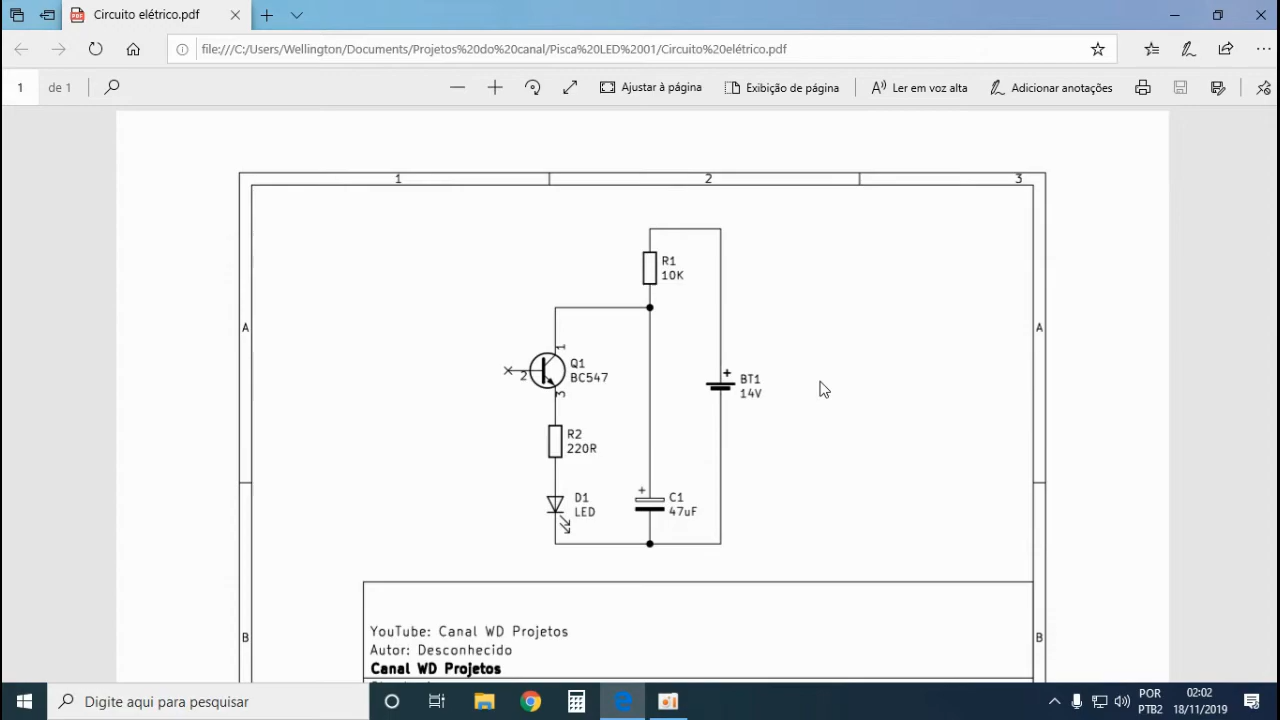 Circuito elétrico.pdf
file:///C:/Users/Wellington/Documents/Projetos%20do%20canal/Pisca%20LED%2001/Circuito%20elétrico.pdf
1 de 1
Ajustar à página
Exibição de página
Ler em voz alta
Adicionar anotações
1 2 3
R1
10K
A A
1
Q1
BC547
2
3
BT1
14V
R2
220R
D1
LED
C1
47uF
YouTube: Canal WD Projetos
B B
Autor: Desconhecido
Canal WD Projetos
Digite aqui para pesquisar
POR
PTB2
02:02
18/11/2019